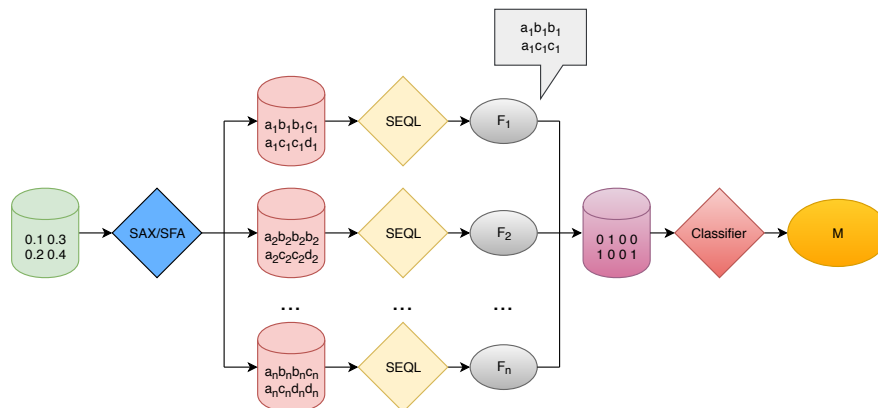 a₁b₁b₁
a₁c₁c₁
a₁b₁b₁c₁
a₁c₁c₁d₁
SEQL
F₁
0.1 0.3
0.2 0.4
SAX/SFA
a₂b₂b₂b₂
a₂c₂c₂d₂
SEQL
F₂
0 1 0 0
1 0 0 1
Classifier
M
...
...
...
aₙbₙbₙcₙ
aₙcₙdₙdₙ
SEQL
Fₙ